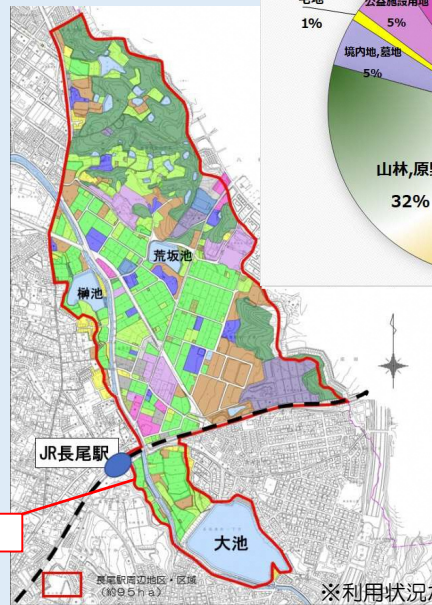 宅地
1%
公益施設用地
5%
境内地,墓地
5%
山林,原野
32%
荒坂池
榊池
JR長尾駅
大池
長尾駅周辺地区・区域
(約95ha)
※利用状況